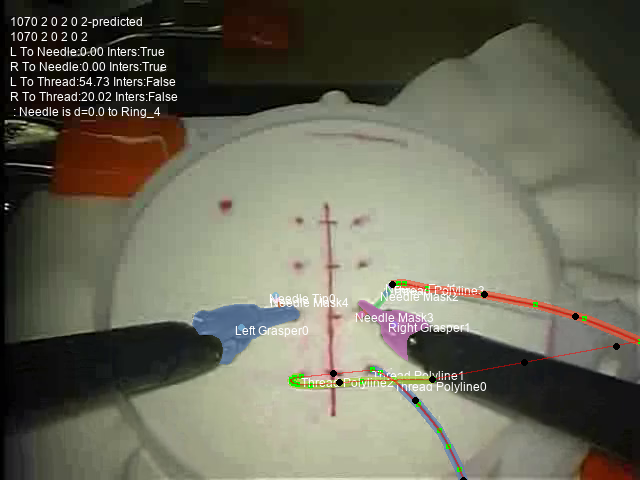 1070 2 0 2 0 2-predicted
1070 2 0 2 0 2
L To Needle:0.00 Inters:True
R To Needle:0.00 Inters:True
L To Thread:54.73 Inters:False
R To Thread:20.02 Inters:False
: Needle is d=0.0 to Ring_4
Needle Mask2
Needle Tip0
Needle Mask4
Needle Mask3
Left Grasper0
Right Grasper1
Thread Polyline1
Thread Polyline2
Thread Polyline0